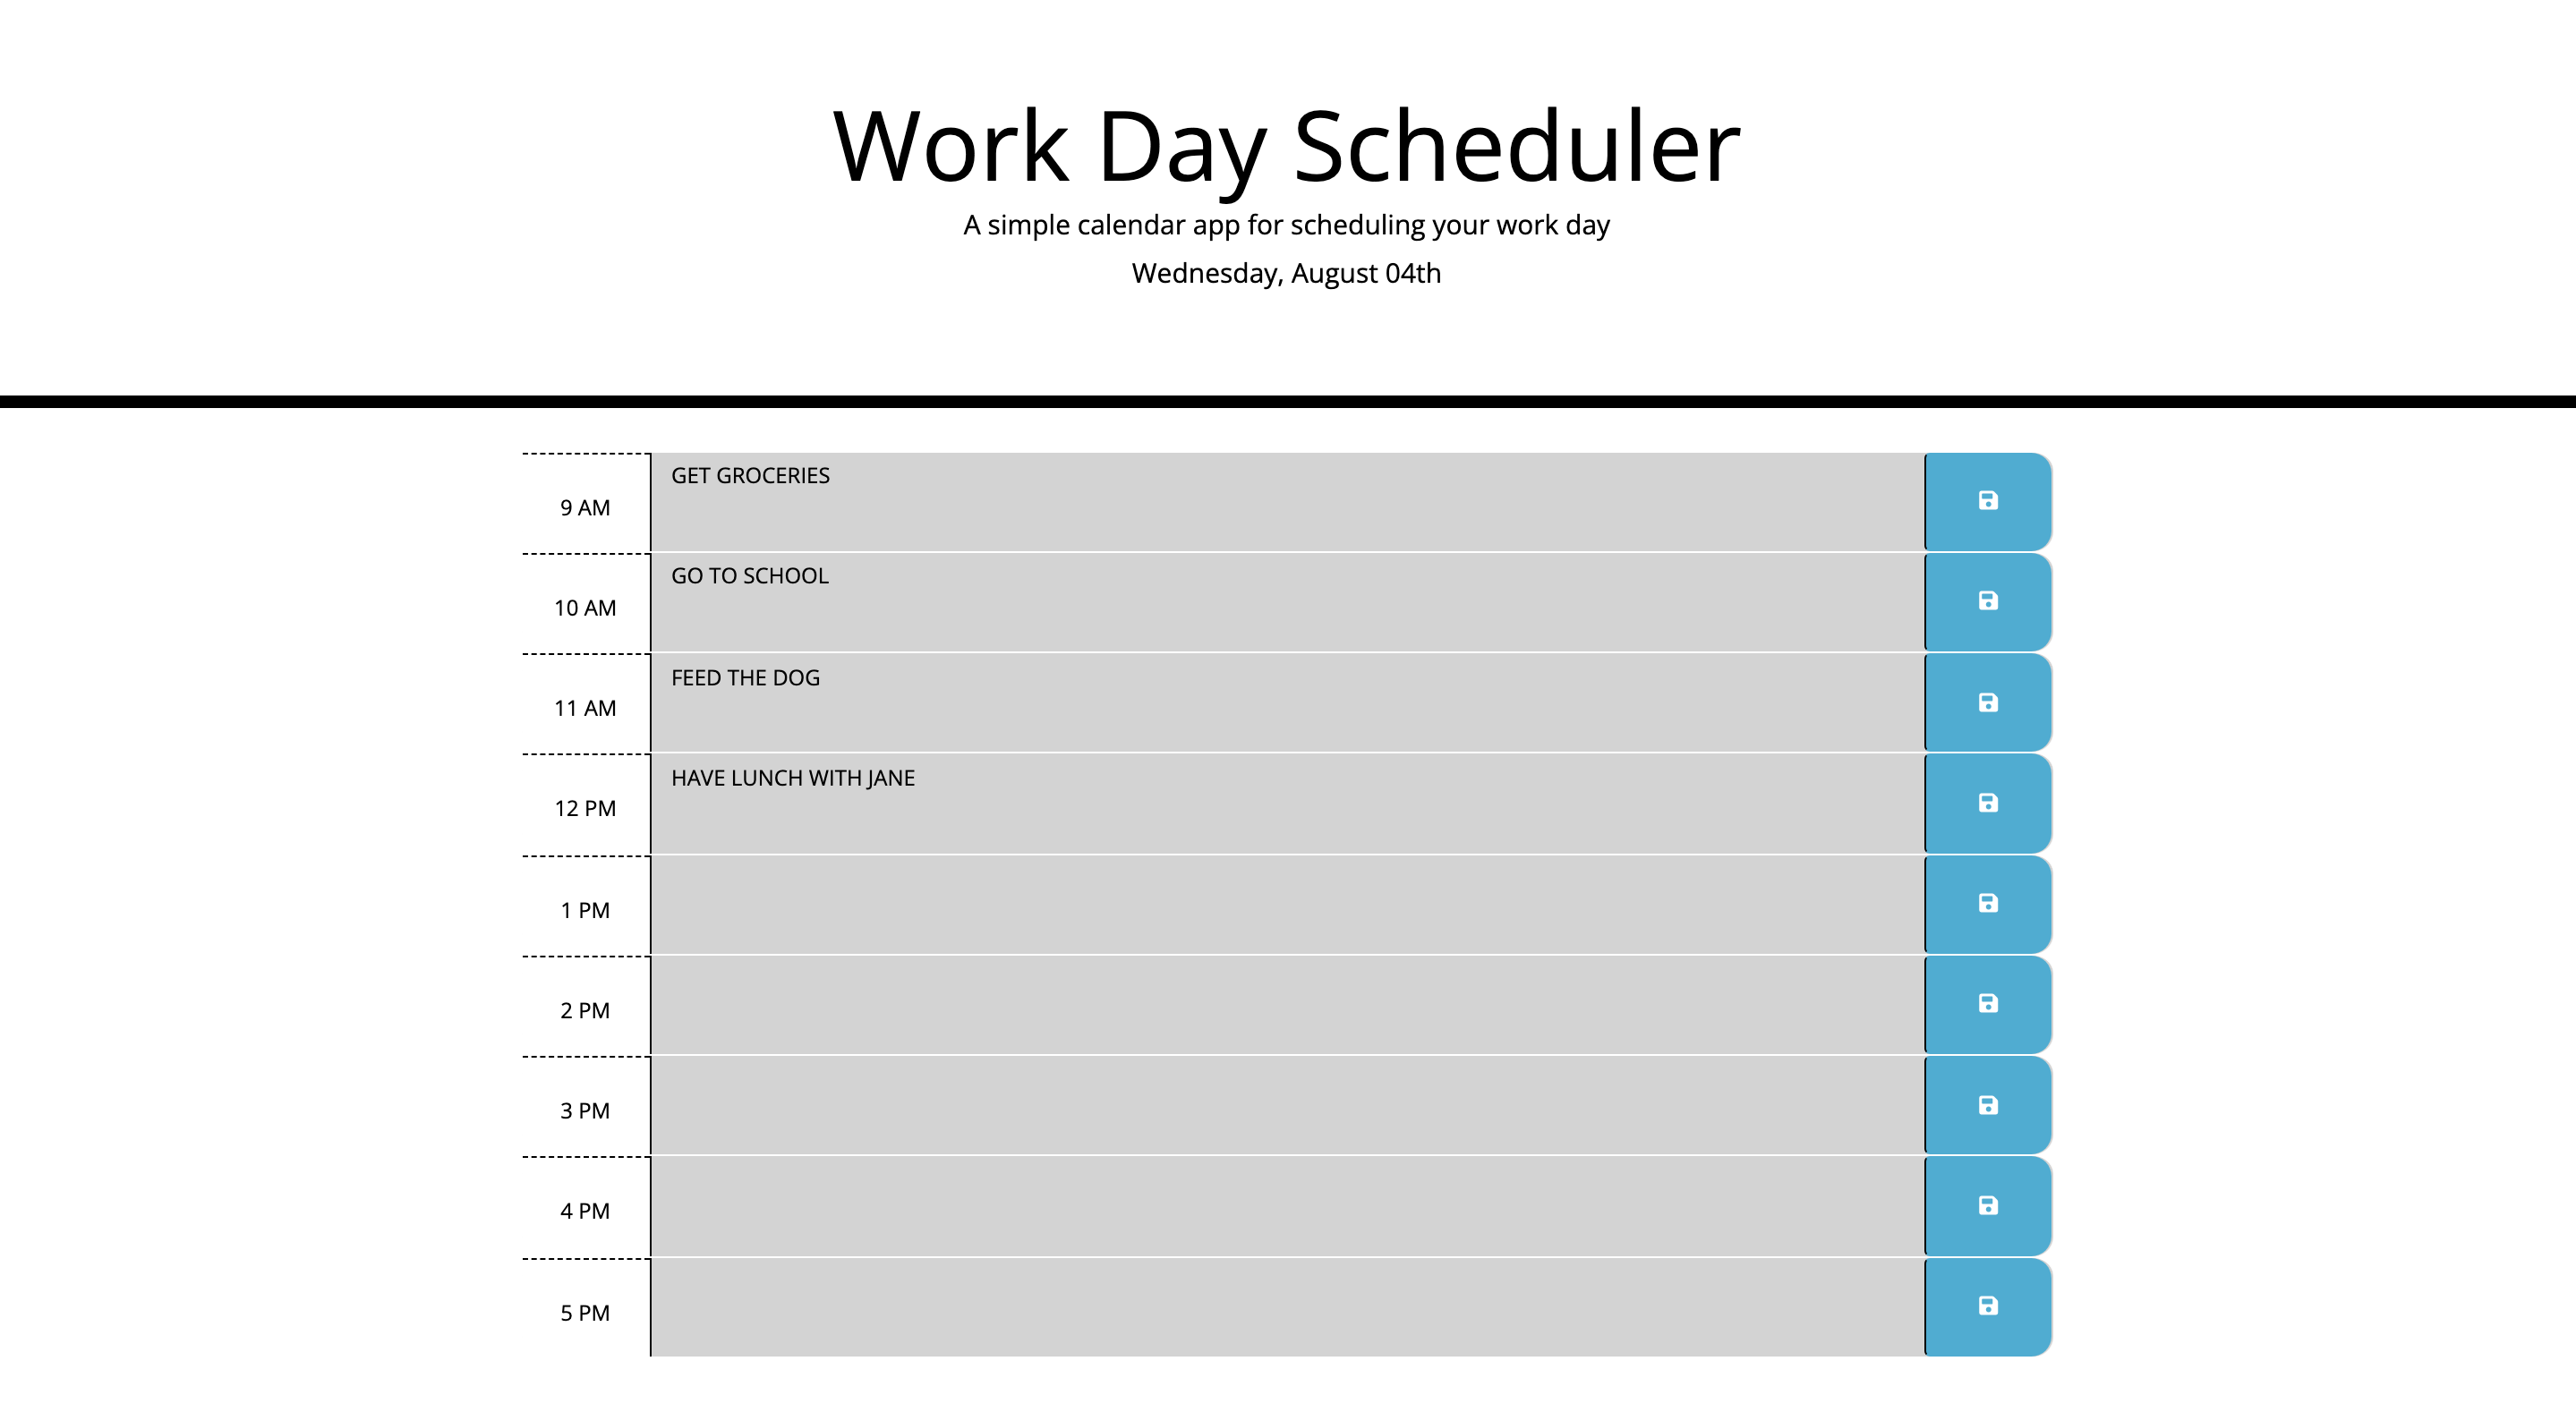 Work Day Scheduler
A simple calendar app for scheduling your work day
Wednesday, August 04th
9 AM
GET GROCERIES
10 AM
GO TO SCHOOL
11 AM
FEED THE DOG
12 PM
HAVE LUNCH WITH JANE
1 PM
2 PM
3 PM
4 PM
5 PM